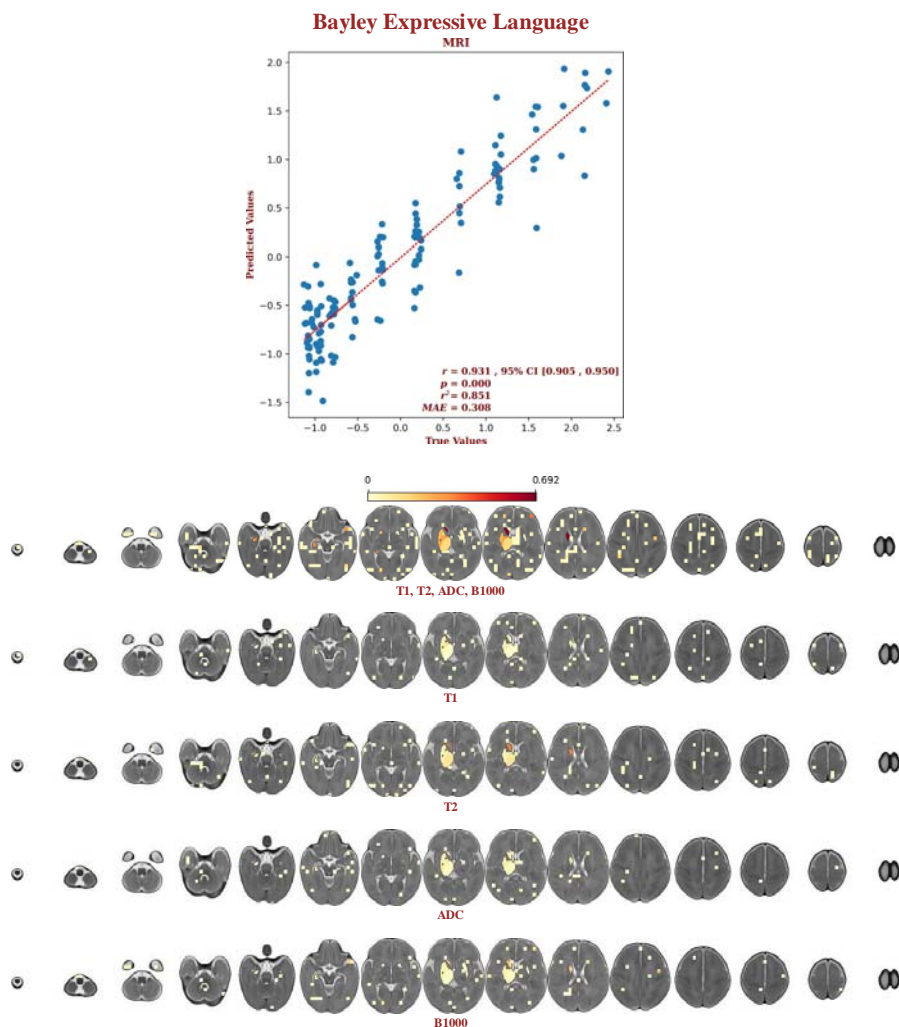 Bayley Expressive Language
MRI
2.0
1.5
1.0
0.5
0.0
−0.5
−1.0
−1.5
Predicted Values
r = 0.931 , 95% CI [0.905 , 0.950]
p = 0.000
r² = 0.851
MAE = 0.308
−1.0 −0.5 0.0 0.5 1.0 1.5 2.0 2.5
True Values
0 0.692
T1, T2, ADC, B1000
T1
T2
ADC
B1000